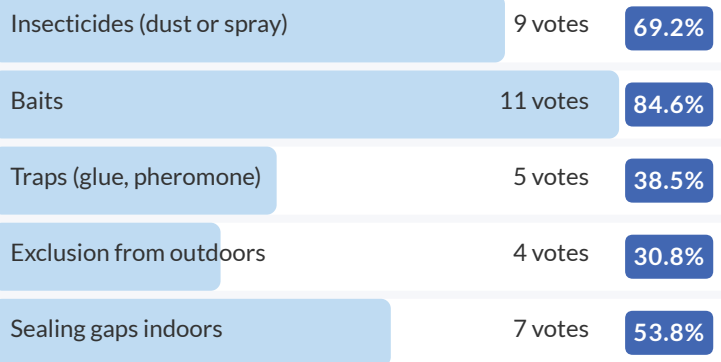 Insecticides (dust or spray) 9 votes 69.2%
Baits 11 votes 84.6%
Traps (glue, pheromone) 5 votes 38.5%
Exclusion from outdoors 4 votes 30.8%
Sealing gaps indoors 7 votes 53.8%